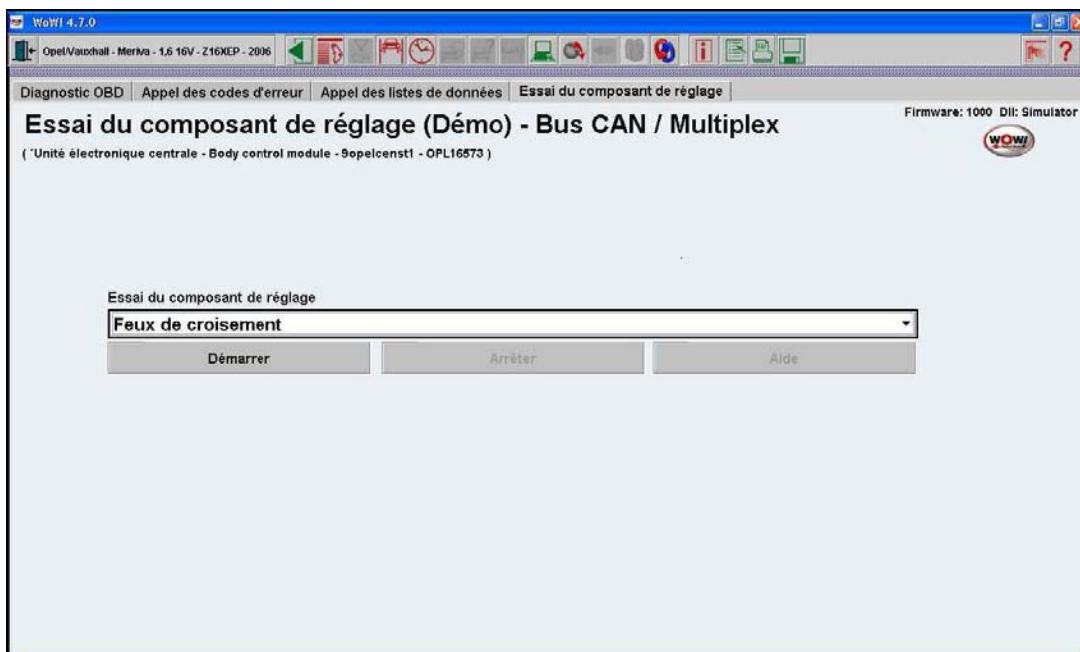 WoW! 4.7.0
Opel/Vauxhall - Meriva - 1,6 16V - Z16XEP - 2006
Diagnostic OBD
Appel des codes d'erreur
Appel des listes de données
Essai du composant de réglage
Essai du composant de réglage (Démo) - Bus CAN / Multiplex
Firmware: 1000 Dll: Simulator
WOW!
( *Unité électronique centrale - Body control module - 9opelcenst1 - OPL16573 )
Essai du composant de réglage
Feux de croisement
Démarrer
Arrêter
Aide